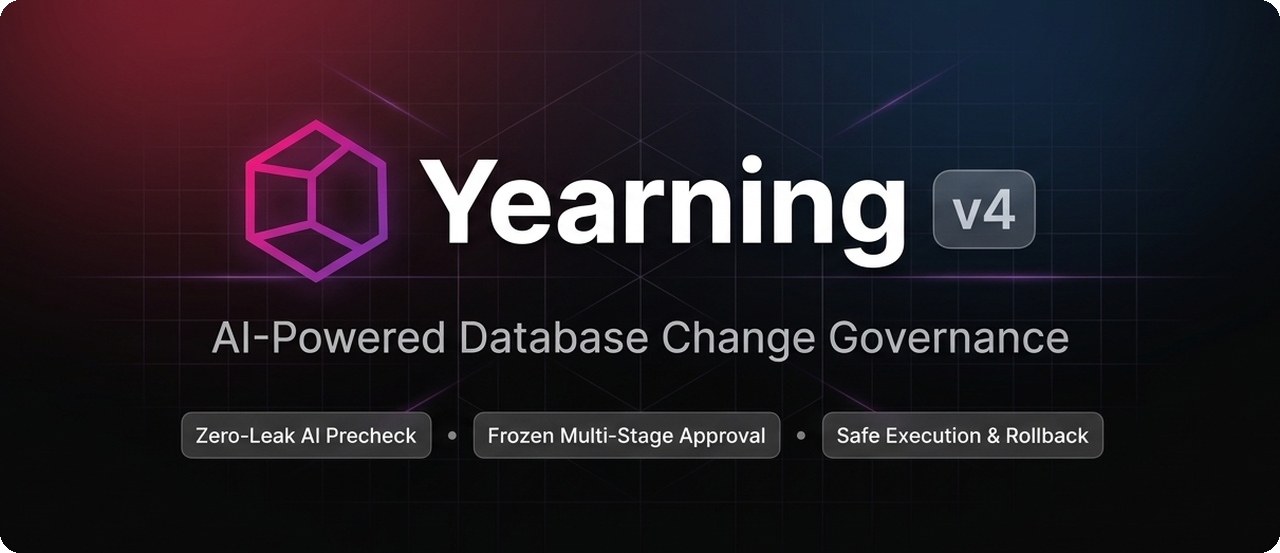 Yearning v4
AI-Powered Database Change Governance
Zero-Leak AI Precheck • Frozen Multi-Stage Approval • Safe Execution & Rollback